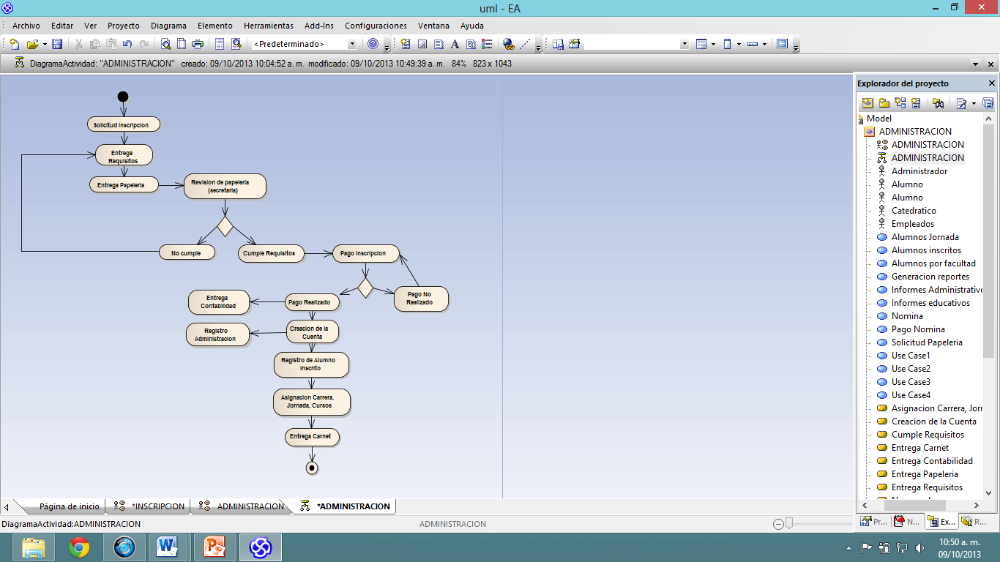 uml - EA
Archivo Editar Ver Proyecto Diagrama Elemento Herramientas Add-Ins Configuraciones Ventana Ayuda
<Predeterminado>
DiagramaActividad: "ADMINISTRACION" creado: 09/10/2013 10:04:52 a. m. modificado: 09/10/2013 10:49:39 a. m. 84% 823 x 1043
Solicitud Inscripcion
Entrega
Requisitos
Entrega Papeleria
Revision de papeleria
(secretaria)
No cumple
Cumple Requisitos
Pago Inscripcion
Pago No
Realizado
Pago Realizado
Entrega
Contabilidad
Creacion de la
Cuenta
Registro
Administracion
Registro de Alumno
Inscrito
Asignacion Carrera,
Jornada, Cursos
Entrega Carnet
Explorador del proyecto
Model
ADMINISTRACION
ADMINISTRACION
ADMINISTRACION
Administrador
Alumno
Alumno
Catedratico
Empleados
Alumnos Jornada
Alumnos inscritos
Alumnos por facultad
Generacion reportes
Informes Administrativo
Informes educativos
Nomina
Pago Nomina
Solicitud Papeleria
Use Case1
Use Case2
Use Case3
Use Case4
Asignacion Carrera, Jorr
Creacion de la Cuenta
Cumple Requisitos
Entrega Carnet
Entrega Contabilidad
Entrega Papeleria
Entrega Requisitos
Página de inicio *INSCRIPCION ADMINISTRACION *ADMINISTRACION
Pr... N... Ex... R...
DiagramaActividad:ADMINISTRACION ADMINISTRACION
10:50 a. m.
09/10/2013